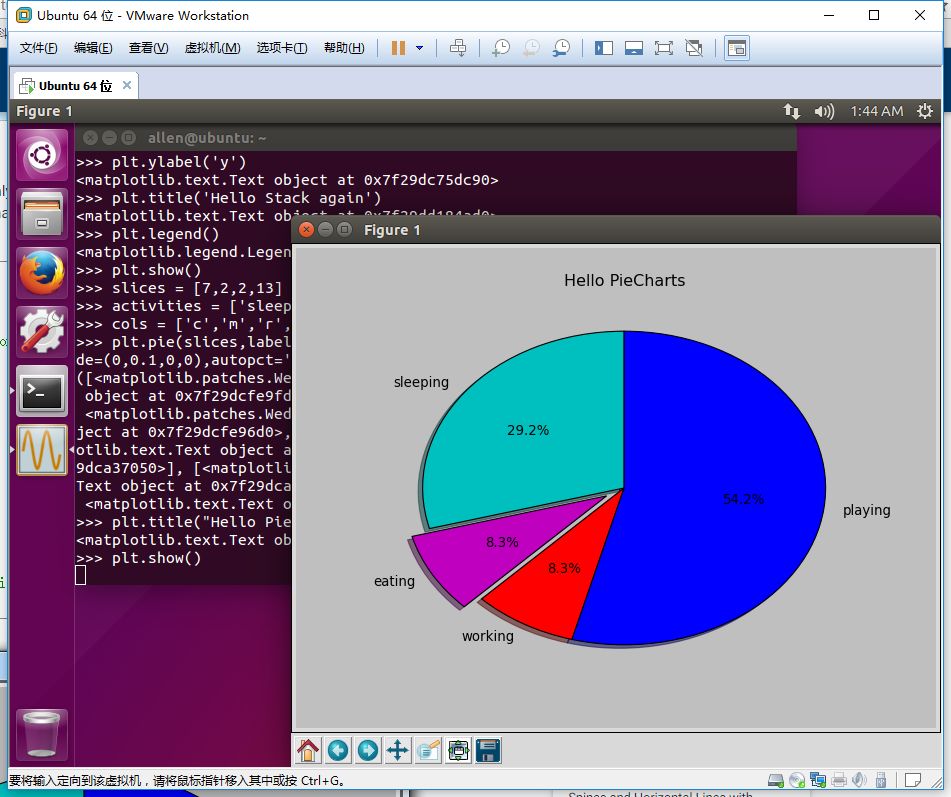 Ubuntu 64 位 - VMware Workstation
文件(F) 编辑(E) 查看(V) 虚拟机(M) 选项卡(T) 帮助(H)
Ubuntu 64 位
Figure 1
1:44 AM
allen@ubuntu: ~
>>> plt.ylabel('y')
<matplotlib.text.Text object at 0x7f29dc75dc90>
>>> plt.title('Hello Stack again')
<matplotlib.text.Text object at 0x7f29dd184ad0>
>>> plt.legend()
<matplotlib.legend.Legen
>>> plt.show()
>>> slices = [7,2,2,13]
>>> activities = ['sleep
>>> cols = ['c','m','r',
>>> plt.pie(slices,label
de=(0,0.1,0,0),autopct='
([<matplotlib.patches.We
object at 0x7f29dcfe9fd
<matplotlib.patches.Wed
ject at 0x7f29dcfe96d0>,
otlib.text.Text object a
9dca37050>], [<matplotli
Text object at 0x7f29dca
<matplotlib.text.Text o
>>> plt.title("Hello Pie
<matplotlib.text.Text ob
>>> plt.show()
Figure 1
Hello PieCharts
sleeping
29.2%
54.2%
playing
8.3%
eating
8.3%
working
要将输入定向到该虚拟机，请将鼠标指针移入其中或按 Ctrl+G。